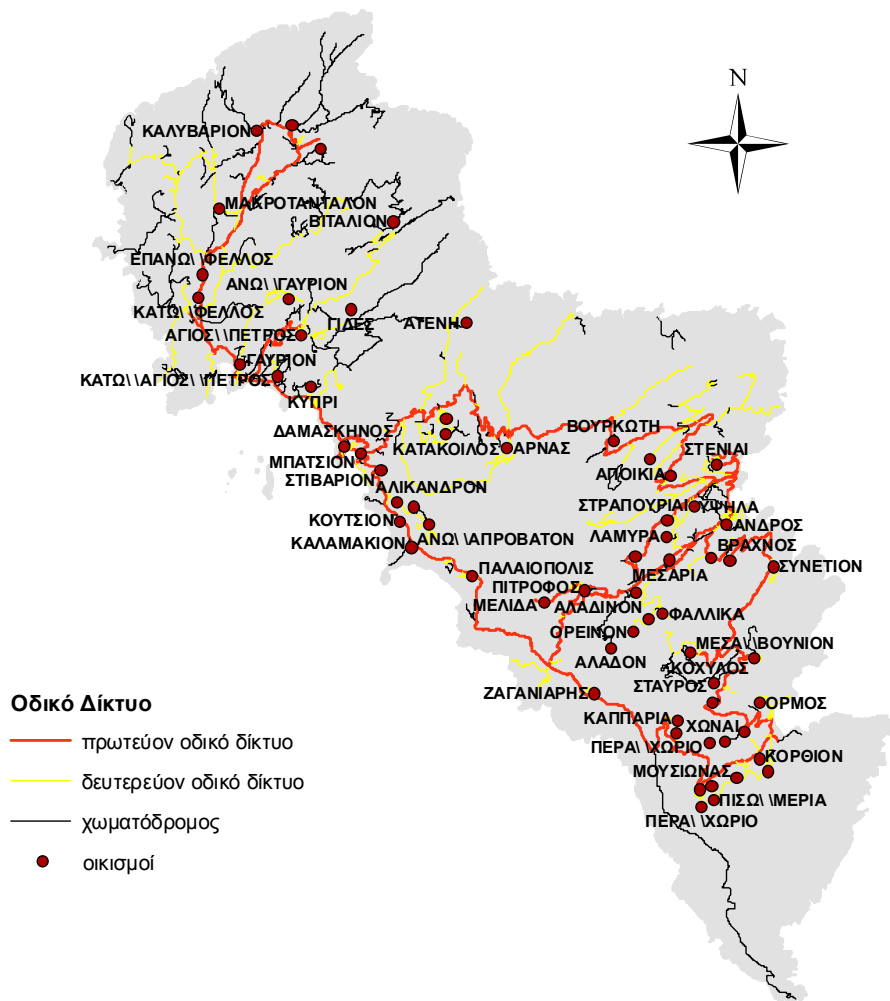 N
ΚΑΛΥΒΑΡΙΟΝ
ΜΑΚΡΟΤΑΝΤΑΛΟΝ
ΒΙΤΑΛΙΟΝ
ΕΠΑΝΩ\ \ΦΕΛΛΟΣ
ΑΝΩ\ \ΓΑΥΡΙΟΝ
ΚΑΤΩ\ \ΦΕΛΛΟΣ
ΓΙΔΕΣ
ΑΤΕΝΗ
ΑΓΙΟΣ\ \ΠΕΤΡΟΣ
ΓΑΥΡΙΟΝ
ΚΑΤΩ\ \ΑΓΙΟΣ\ \ΠΕΤΡΟΣ
ΚΥΠΡΙ
ΔΑΜΑΣΚΗΝΟΣ
ΒΟΥΡΚΩΤΗ
ΚΑΤΑΚΟΙΛΟΣ
ΑΡΝΑΣ
ΣΤΕΝΙΑΙ
ΜΠΑΤΣΙΟΝ
ΑΠΟΙΚΙΑ
ΣΤΙΒΑΡΙΟΝ
ΑΛΙΚΑΝΔΡΟΝ
ΣΤΡΑΠΟΥΡΙΑΙ
ΥΨΗΛΑ
ΚΟΥΤΣΙΟΝ
ΑΝΔΡΟΣ
ΑΝΩ\ \ΑΠΡΟΒΑΤΟΝ
ΛΑΜΥΡΑ
ΚΑΛΑΜΑΚΙΟΝ
ΒΡΑΧΝΟΣ
ΠΑΛΑΙΟΠΟΛΙΣ
ΜΕΣΑΡΙΑ
ΣΥΝΕΤΙΟΝ
ΠΙΤΡΟΦΟΣ
ΜΕΛΙΔΑ
ΑΛΑΔΙΝΟΝ
ΦΑΛΛΙΚΑ
ΟΡΕΙΝΟΝ
ΜΕΣΑ\ \ΒΟΥΝΙΟΝ
ΑΛΑΔΟΝ
ΚΟΧΥΛΟΣ
ΖΑΓΑΝΙΑΡΗΣ
ΣΤΑΥΡΟΣ
ΟΡΜΟΣ
ΚΑΠΠΑΡΙΑ
ΧΩΝΑΙ
ΠΕΡΑ\ \ΧΩΡΙΟ
ΚΟΡΘΙΟΝ
ΜΟΥΣΙΩΝΑΣ
ΠΙΣΩ\ \ΜΕΡΙΑ
ΠΕΡΑ\ \ΧΩΡΙΟ
Οδικό Δίκτυο
πρωτεύον οδικό δίκτυο
δευτερεύον οδικό δίκτυο
χωματόδρομος
οικισμοί